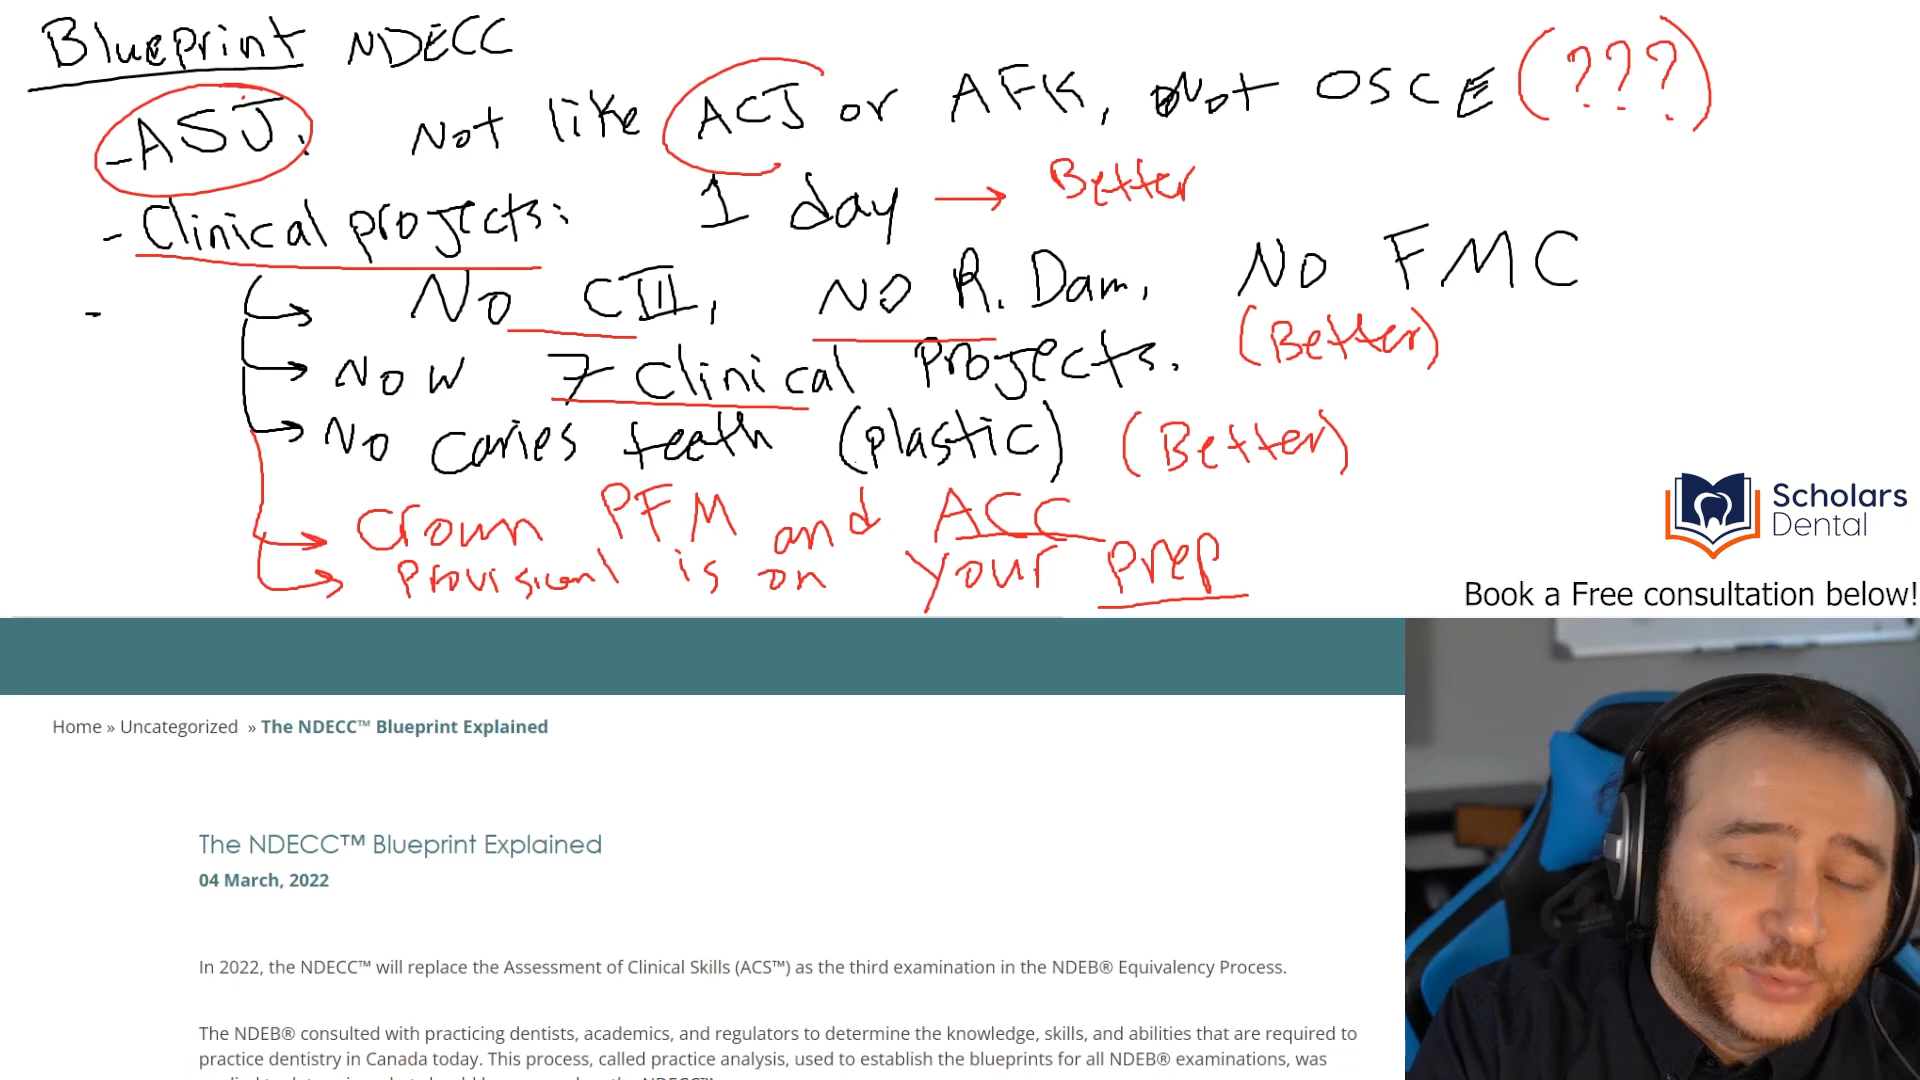 Blueprint NDECC
- ASJ: Not like ACJ or AFK, Not OSCE (???)
- Clinical projects: 1 day → Better
- → No CIII, NO R. Dam, NO FMC
→ Now 7 Clinical Projects. (Better)
→ No caries teeth (plastic) (Better)
→ Crown PFM and ACC
→ Provisional is on your prep
Scholars
Dental
Book a Free consultation below!
Home » Uncategorized » The NDECC™ Blueprint Explained
The NDECC™ Blueprint Explained
04 March, 2022
In 2022, the NDECC™ will replace the Assessment of Clinical Skills (ACS™) as the third examination in the NDEB® Equivalency Process.
The NDEB® consulted with practicing dentists, academics, and regulators to determine the knowledge, skills, and abilities that are required to
practice dentistry in Canada today. This process, called practice analysis, used to establish the blueprints for all NDEB® examinations, was